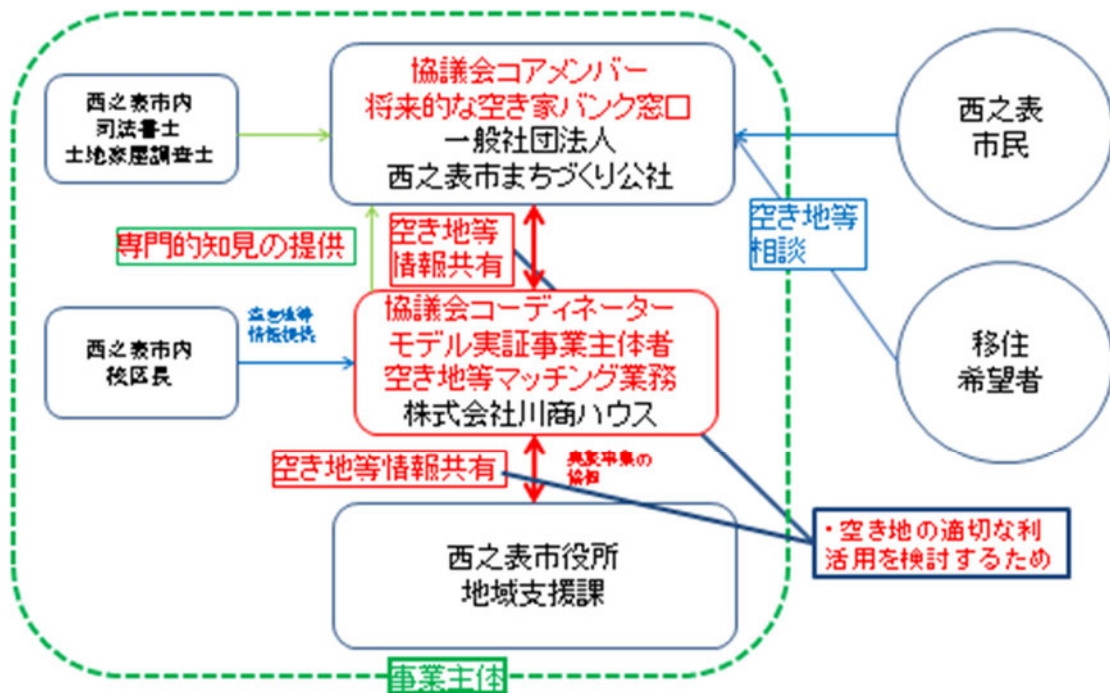 協議会コアメンバー
将来的な空き家バンク窓口
一般社団法人
西之表市まちづくり公社
西之表市内
司法書士
土地家屋調査士
西之表
市民
専門的知見の提供
空き地等
情報共有
空き地等
相談
西之表市内
校区長
空き地等
情報提供
協議会コーディネーター
モデル実証事業主体者
空き地等マッチング業務
株式会社川商ハウス
移住
希望者
空き地等情報共有
・空き地の適切な利
活用を検討するため
西之表市役所
地域支援課
事業主体